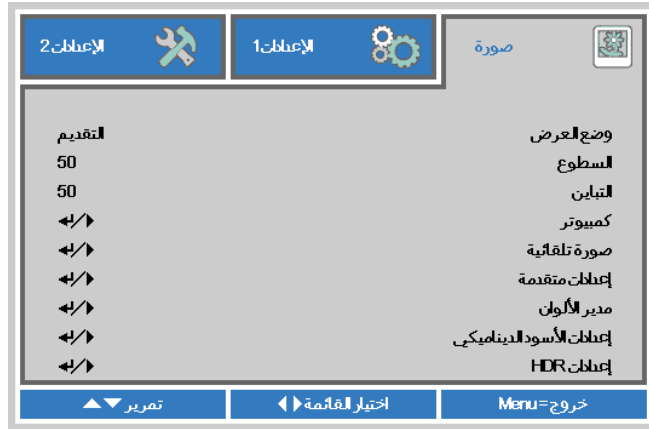 صورة
الإعدادات1
الإعدادات2
وضع العرض التقديم
السطوع 50
التباين 50
كمبيوتر ↵/▶
صورة تلقائية ↵/▶
إعدادات متقدمة ↵/▶
مدير الألوان ↵/▶
إعدادات الأسود الديناميكي ↵/▶
إعدادات HDR ↵/▶
خروج=Menu
اختيار القائمة ◀▶
تمرير ▼▲